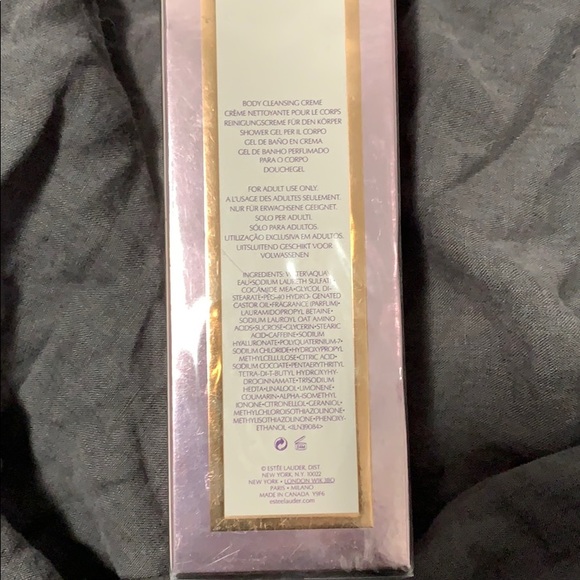 BODY CLEANSING CREME
CRÈME NETTOYANTE POUR LE CORPS
REINIGUNGSCREME FÜR DEN KÖRPER
SHOWER GEL PER IL CORPO
GEL DE BAÑO EN CREMA
GEL DE BANHO PERFUMADO
PARA O CORPO
DOUCHEGEL
FOR ADULT USE ONLY.
A L'USAGE DES ADULTES SEULEMENT.
NUR FÜR ERWACHSENE GEEIGNET.
SOLO PER ADULTI.
SÓLO PARA ADULTOS.
UTILIZAÇÃO EXCLUSIVA EM ADULTOS.
UITSLUITEND GESCHIKT VOOR
VOLWASSENEN
INGREDIENTS: WATER\AQUA\
EAU•SODIUM LAURETH SULFATE•
COCAMIDE MEA•GLYCOL DI-
STEARATE•PEG-40 HYDROGENATED
CASTOR OIL•FRAGRANCE (PARFUM)•
LAURAMIDOPROPYL BETAINE•
SODIUM LAUROYL OAT AMINO
ACIDS•SUCROSE•GLYCERIN•STEARIC
ACID•CAFFEINE•SODIUM
HYALURONATE•POLYQUATERNIUM-7•
SODIUM CHLORIDE•HYDROXYPROPYL
METHYLCELLULOSE•CITRIC ACID•
SODIUM COCOATE•PENTAERYTHRITYL
TETRA-DI-T-BUTYL HYDROXYHY-
DROCINNAMATE•TRISODIUM
HEDTA•LINALOOL•LIMONENE•
COUMARIN•ALPHA-ISOMETHYL
IONONE•CITRONELLOL•GERANIOL•
METHYLCHLOROISOTHIAZOLINONE•
METHYLISOTHIAZOLINONE•PHENOXY-
ETHANOL <ILN39084>
© ESTÉE LAUDER, DIST
NEW YORK, N.Y. 10022
NEW YORK • LONDON W1K 3BQ
PARIS • MILANO
MADE IN CANADA
esteelauder.com